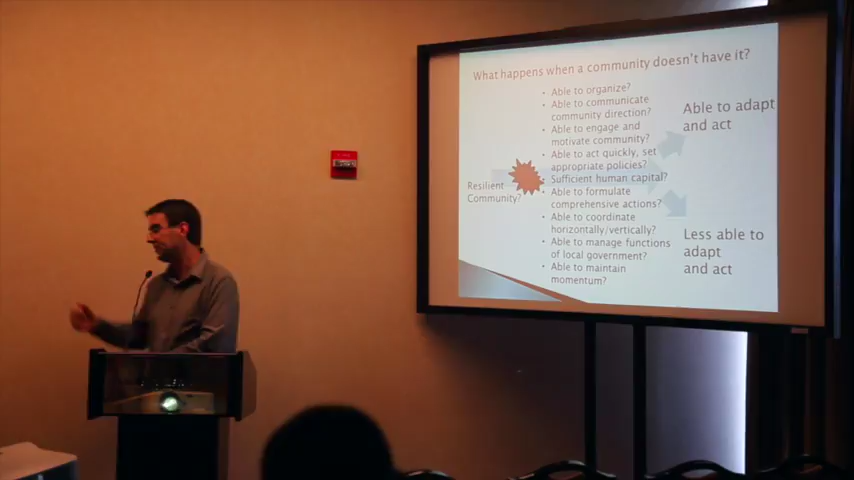 What happens when a community doesn't have it?
• Able to organize?
• Able to communicate
community direction?
• Able to engage and
motivate community?
• Able to act quickly, set
appropriate policies?
• Sufficient human capital?
• Able to formulate
comprehensive actions?
• Able to coordinate
horizontally/vertically?
• Able to manage functions
of local government?
• Able to maintain
momentum?
Resilient
Community?
Able to adapt
and act
Less able to
adapt
and act